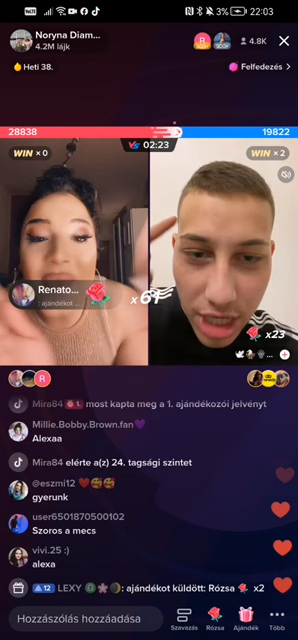 VoLTE 3% 22:03
Noryna Diam...
4.2M lájk
R
4.8K
Heti 38.
Felfedezés >
28838
19822
WIN × 0
VS 02:23
WIN × 2
Renato...
: ajándékot ...
x 61
x23
R
Mira84 1. most kapta meg a 1. ajándékozói jelvényt
Millie.Bobby.Brown.fan💜
Alexaa
Mira84 elérte a(z) 24. tagsági szintet
@eszmi12 ❤️🥰🥰
gyerunk
user6501870500102
Szoros a mecs
vivi.25 :)
alexa
12 LEXY : ajándékot küldött: Rózsa 🌹 x2
Hozzászólás hozzáadása
Szavazás
Rózsa
Ajándék
Több